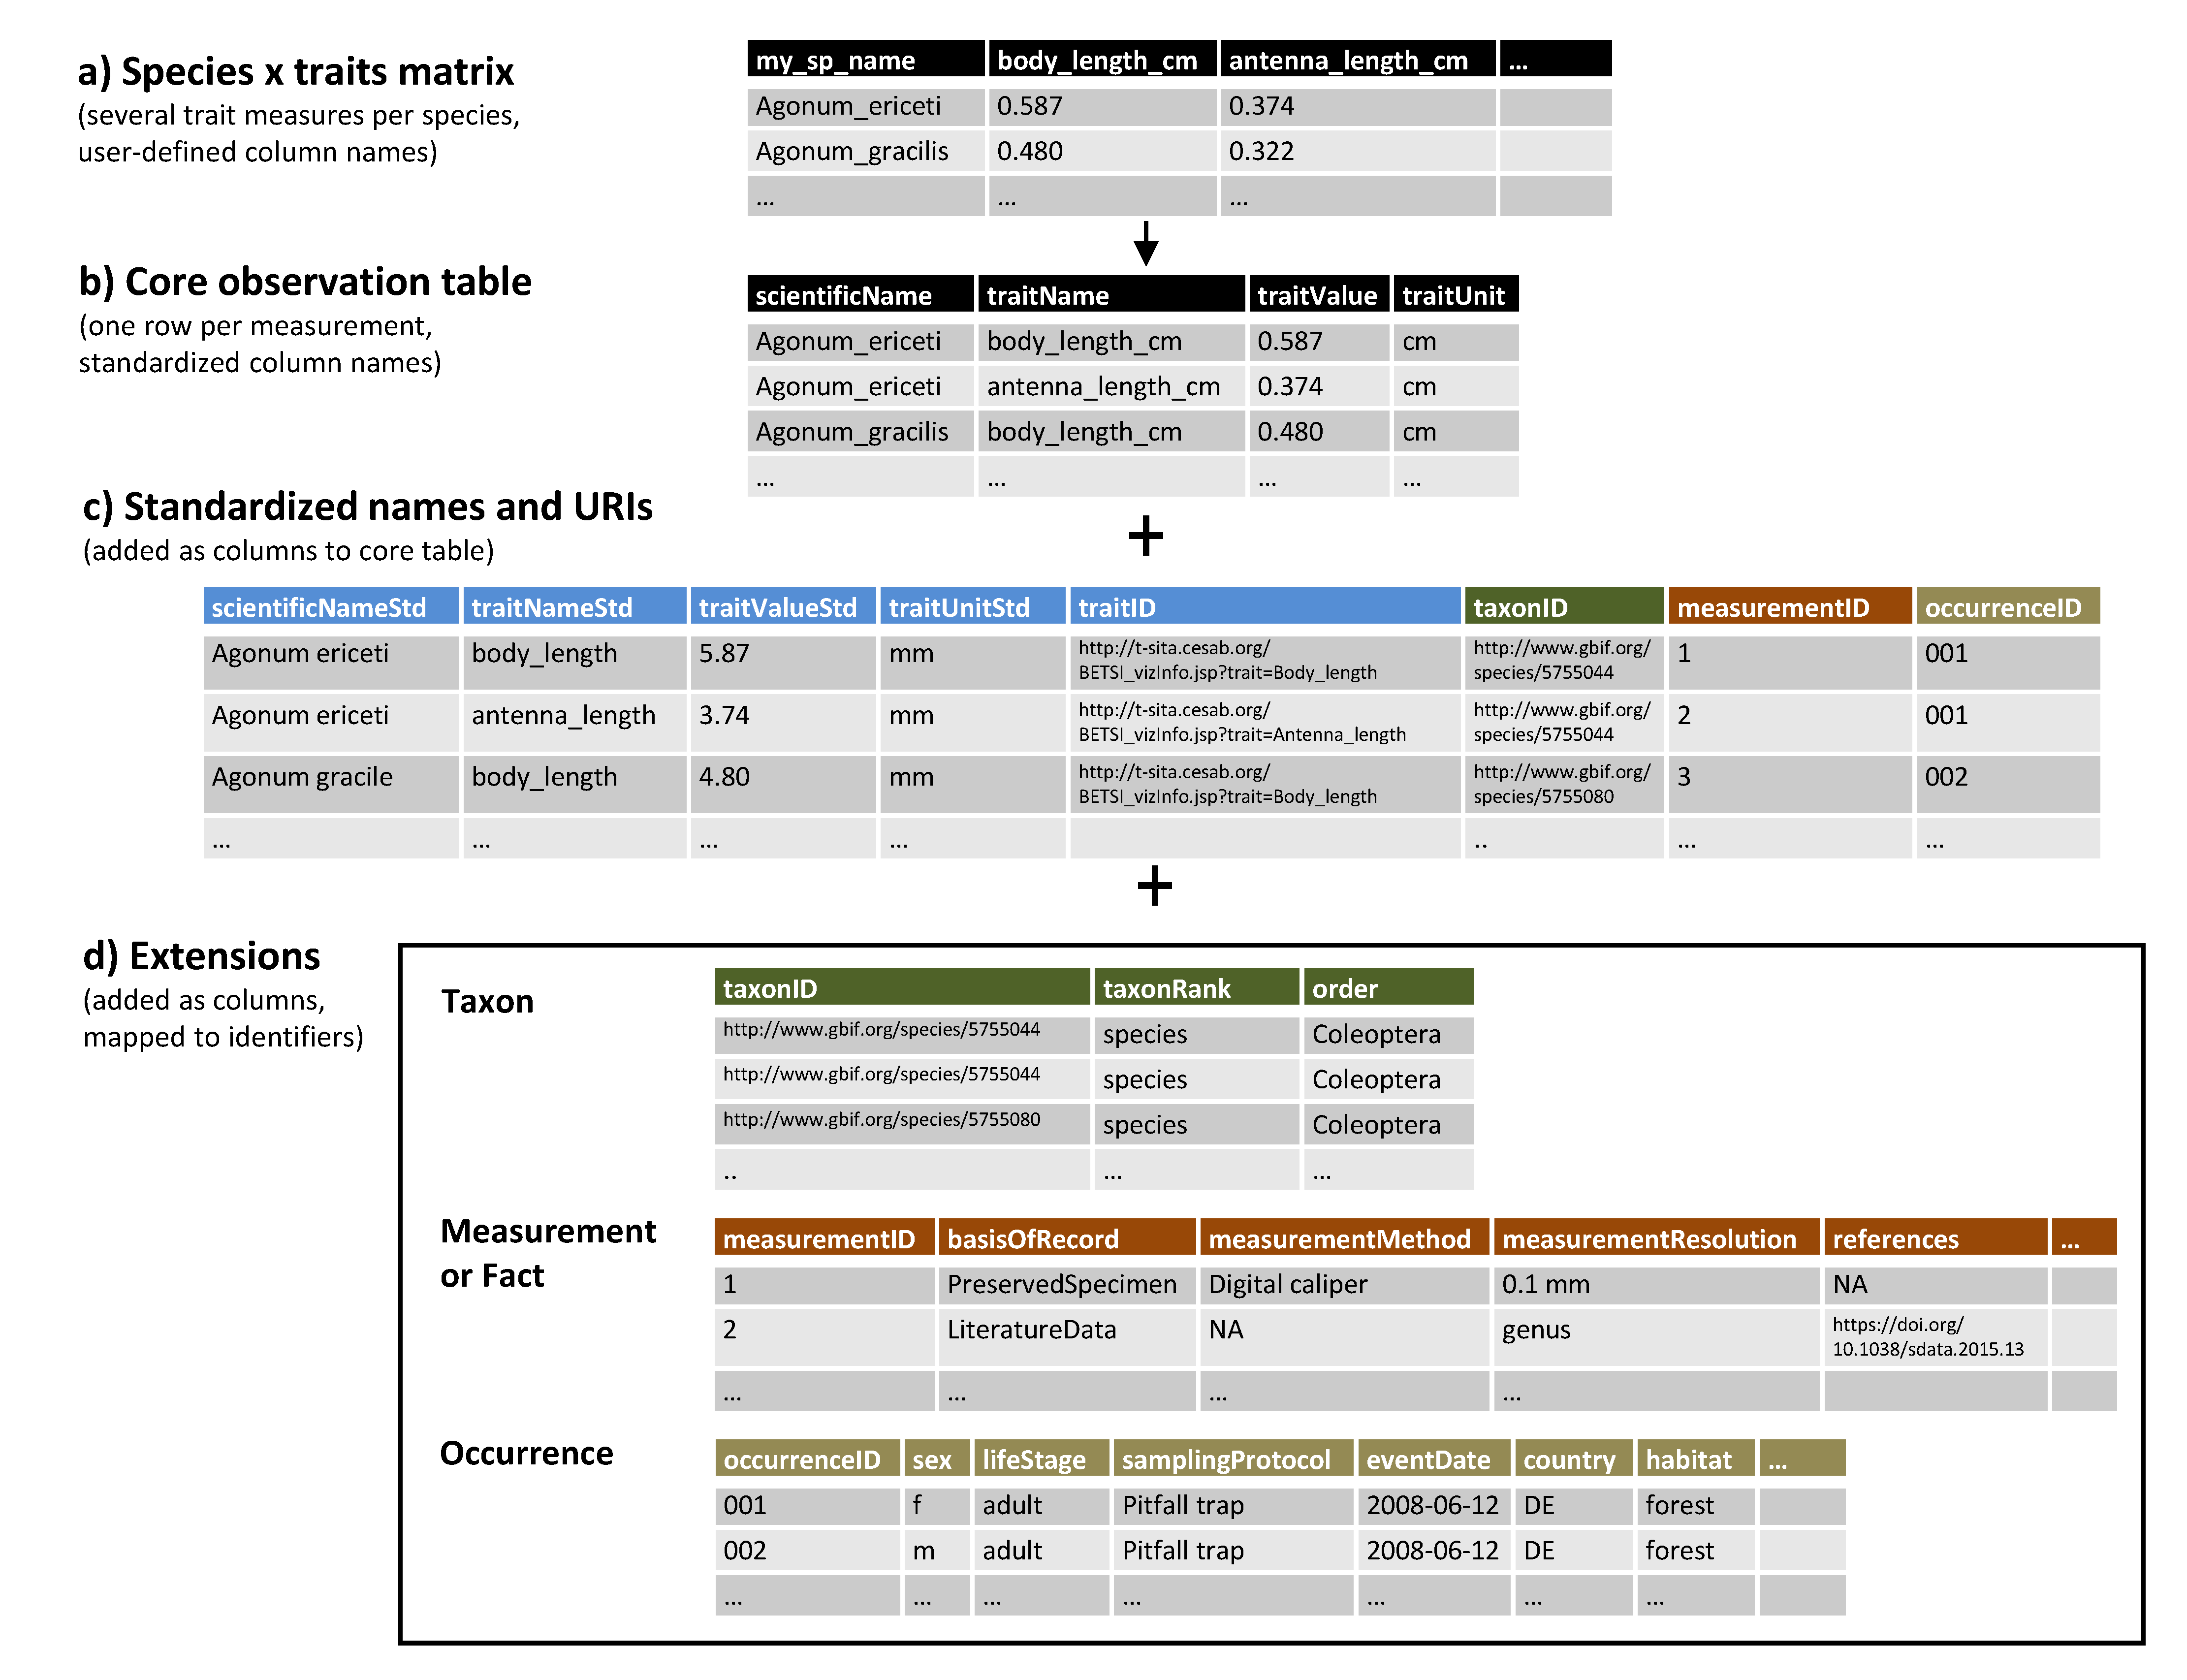 a) Species x traits matrix
(several trait measures per species,
user-defined column names)
my_sp_name body_length_cm antenna_length_cm ...
Agonum_ericeti 0.587 0.374
Agonum_gracilis 0.480 0.322
... ... ...
b) Core observation table
(one row per measurement,
standardized column names)
scientificName traitName traitValue traitUnit
Agonum_ericeti body_length_cm 0.587 cm
Agonum_ericeti antenna_length_cm 0.374 cm
Agonum_gracilis body_length_cm 0.480 cm
... ... ... ...
c) Standardized names and URIs
(added as columns to core table)
+
scientificNameStd traitNameStd traitValueStd traitUnitStd traitID taxonID measurementID occurrenceID
Agonum ericeti body_length 5.87 mm http://t-sita.cesab.org/ http://www.gbif.org/ 1 001
BETSI_vizInfo.jsp?trait=Body_length species/5755044
Agonum ericeti antenna_length 3.74 mm http://t-sita.cesab.org/ http://www.gbif.org/ 2 001
BETSI_vizInfo.jsp?trait=Antenna_length species/5755044
Agonum gracile body_length 4.80 mm http://t-sita.cesab.org/ http://www.gbif.org/ 3 002
BETSI_vizInfo.jsp?trait=Body_length species/5755080
... ... ... ... .. ... ...
+
d) Extensions
(added as columns,
mapped to identifiers)
Taxon
taxonID taxonRank order
http://www.gbif.org/species/5755044 species Coleoptera
http://www.gbif.org/species/5755044 species Coleoptera
http://www.gbif.org/species/5755080 species Coleoptera
.. ... ...
Measurement
or Fact
measurementID basisOfRecord measurementMethod measurementResolution references ...
1 PreservedSpecimen Digital caliper 0.1 mm NA
2 LiteratureData NA genus https://doi.org/
10.1038/sdata.2015.13
... ... ... ...
Occurrence
occurrenceID sex lifeStage samplingProtocol eventDate country habitat ...
001 f adult Pitfall trap 2008-06-12 DE forest
002 m adult Pitfall trap 2008-06-12 DE forest
... ... ... ... ... ... ...